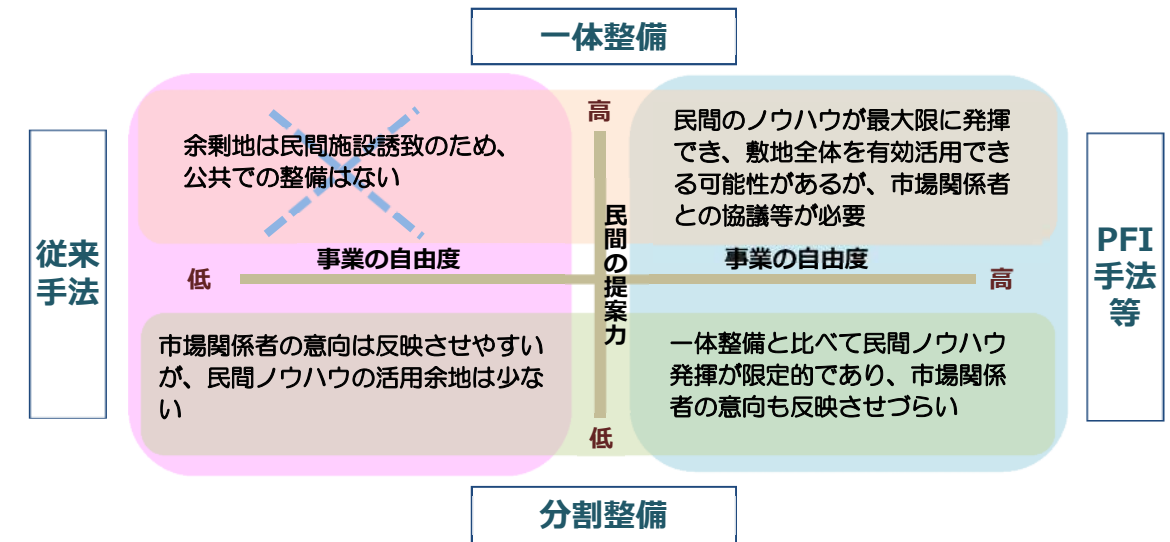 一体整備
従来
手法
余剰地は民間施設誘致のため、
公共での整備はない
高
民間のノウハウが最大限に発揮
でき、敷地全体を有効活用でき
る可能性があるが、市場関係者
との協議等が必要
PFI
手法
等
低
事業の自由度
民間の提案力
事業の自由度
高
市場関係者の意向は反映させやすい
が、民間ノウハウの活用余地は少な
い
低
一体整備と比べて民間ノウハウ
発揮が限定的であり、市場関係
者の意向も反映させづらい
分割整備